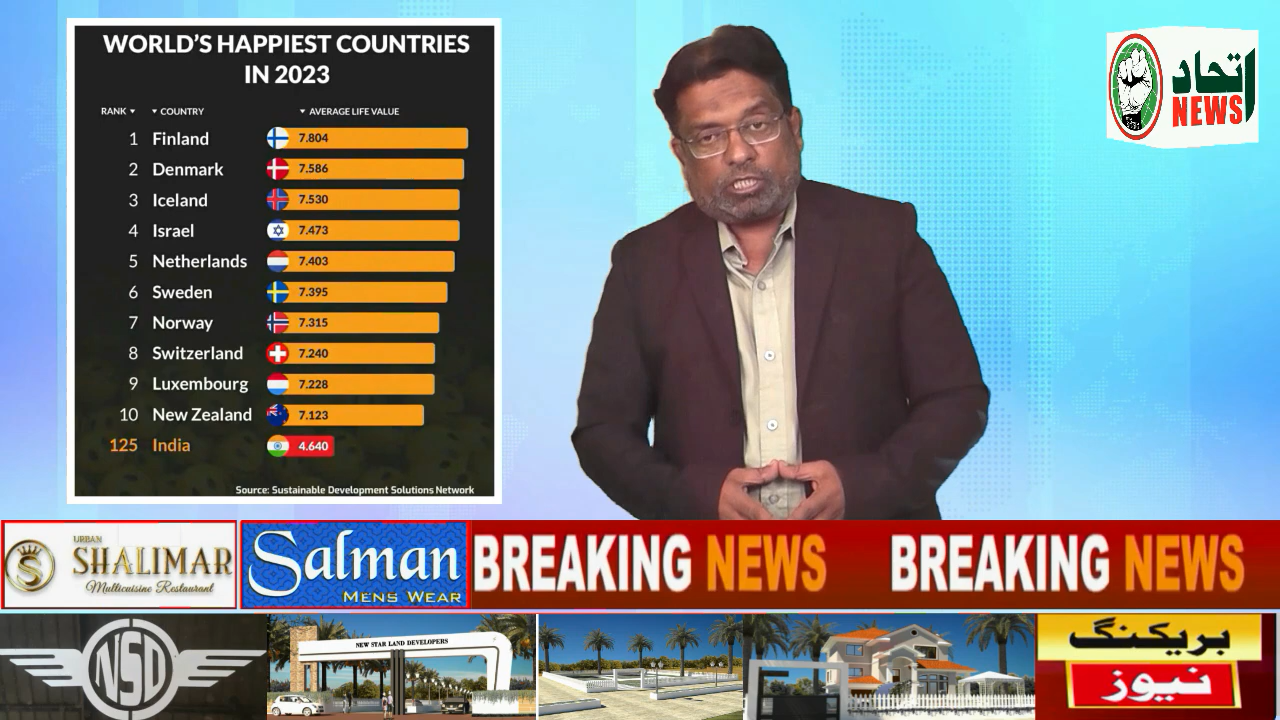 WORLD'S HAPPIEST COUNTRIES
IN 2023
RANK ▾ ▾ COUNTRY ▾ AVERAGE LIFE VALUE
1 Finland 7.804
2 Denmark 7.586
3 Iceland 7.530
4 Israel 7.473
5 Netherlands 7.403
6 Sweden 7.395
7 Norway 7.315
8 Switzerland 7.240
9 Luxembourg 7.228
10 New Zealand 7.123
125 India 4.640
Source: Sustainable Development Solutions Network
اتحاد
NEWS
URBAN
SHALIMAR
Multicuisine Restaurant
Salman
MENS WEAR
BREAKING NEWS BREAKING NEWS
NSD
NEW STAR LAND DEVELOPERS
بریکنگ
نیوز